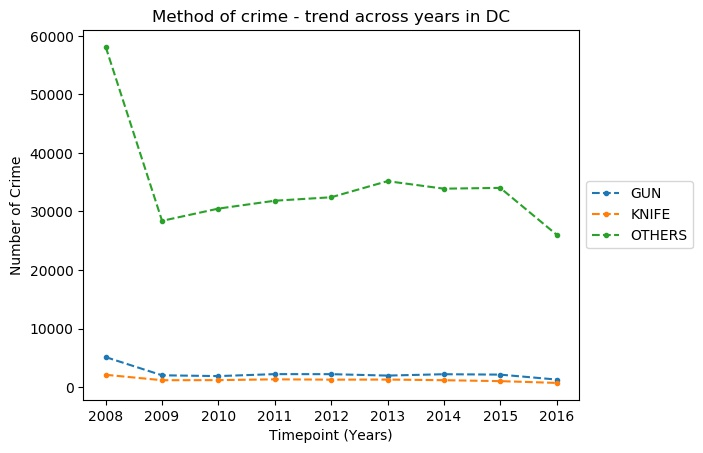 Method of crime - trend across years in DC
Number of Crime
60000
50000
40000
30000
20000
10000
0
2008 2009 2010 2011 2012 2013 2014 2015 2016
Timepoint (Years)
GUN
KNIFE
OTHERS